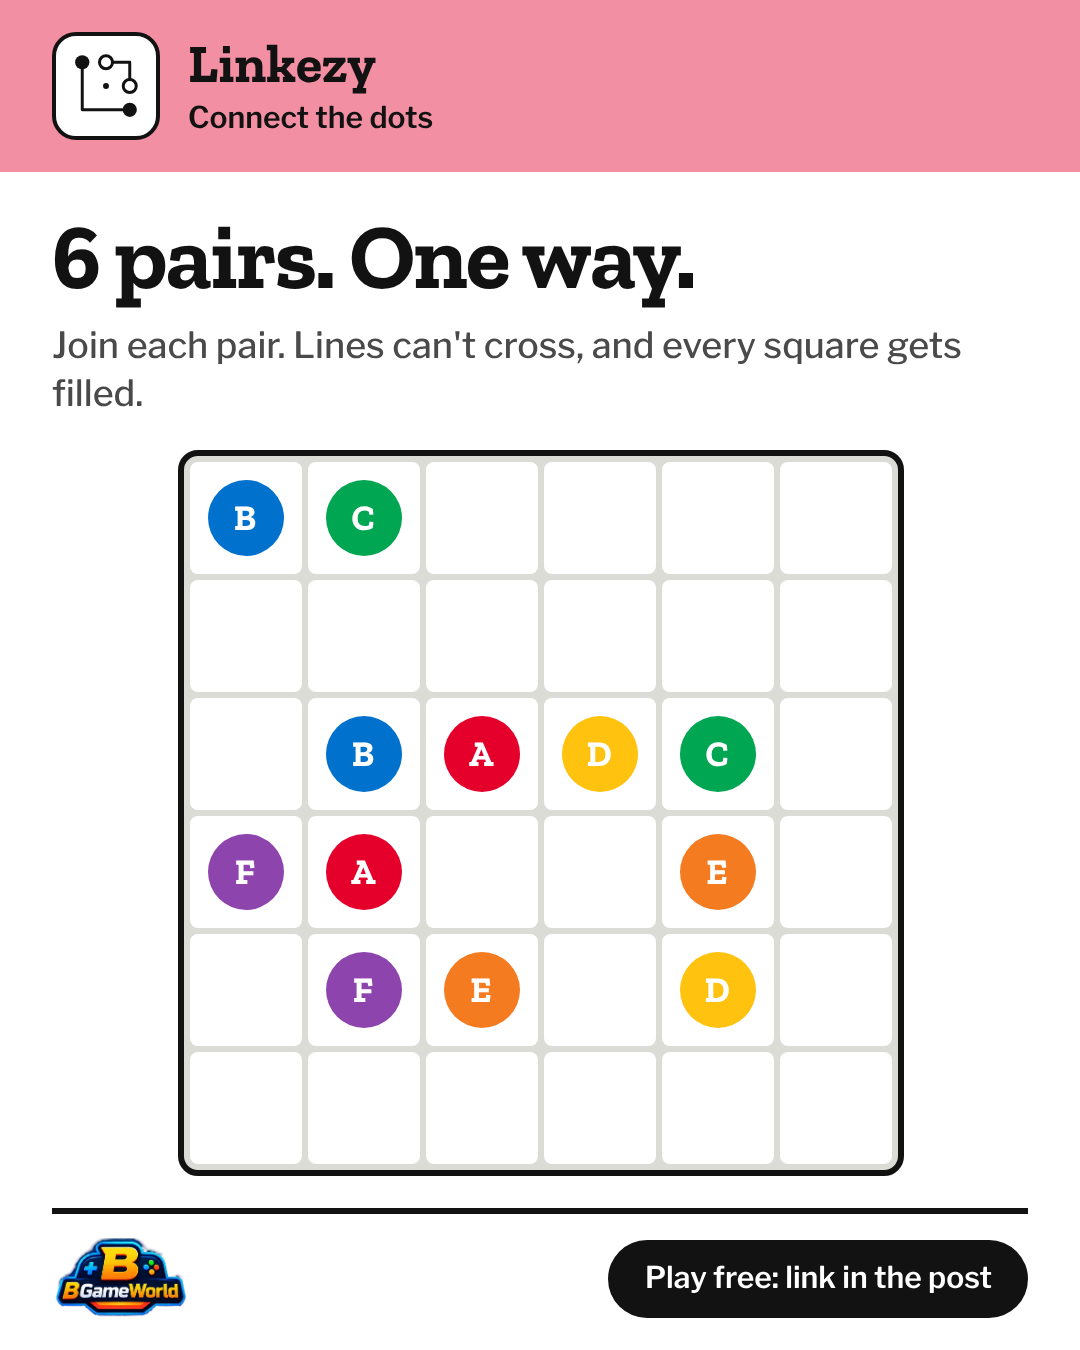 Linkezy
Connect the dots
6 pairs. One way.
Join each pair. Lines can't cross, and every square gets
filled.
B C
B A D C
F A E
F E D
B
BGameWorld
Play free: link in the post